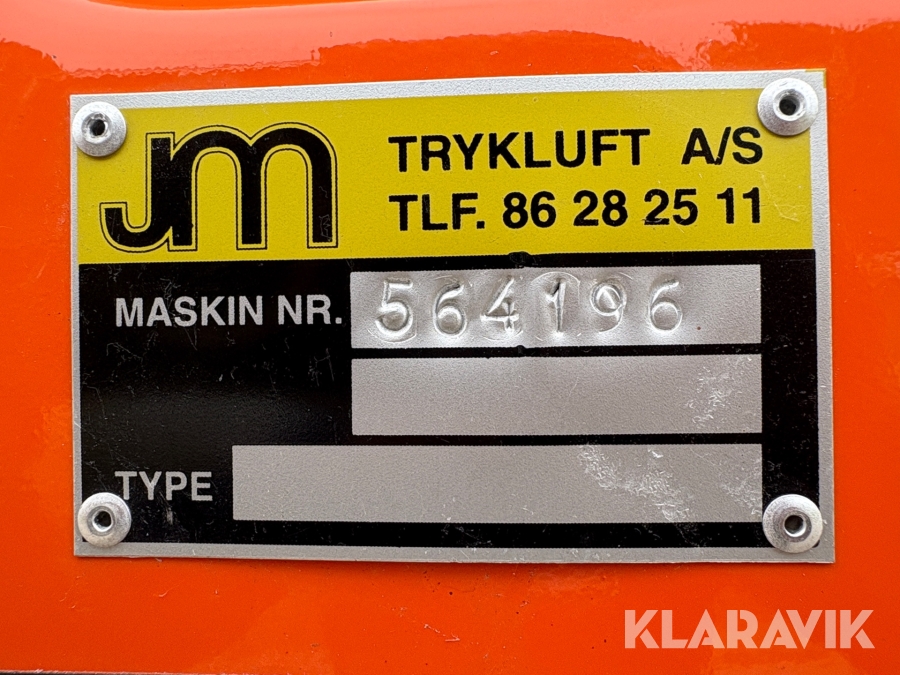 JM
TRYKLUFT A/S
TLF. 86 28 25 11
MASKIN NR. 564196
TYPE
KLARAVIK